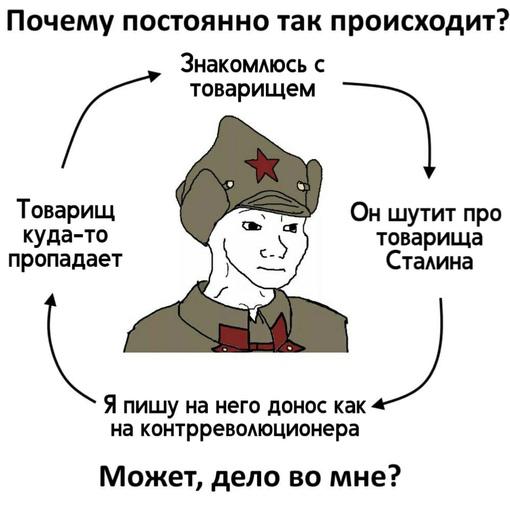 Почему постоянно так происходит?
Знакомлюсь с
товарищем
Он шутит про
товарища
Сталина
Я пишу на него донос как
на контрреволюционера
Товарищ
куда-то
пропадает
Может, дело во мне?